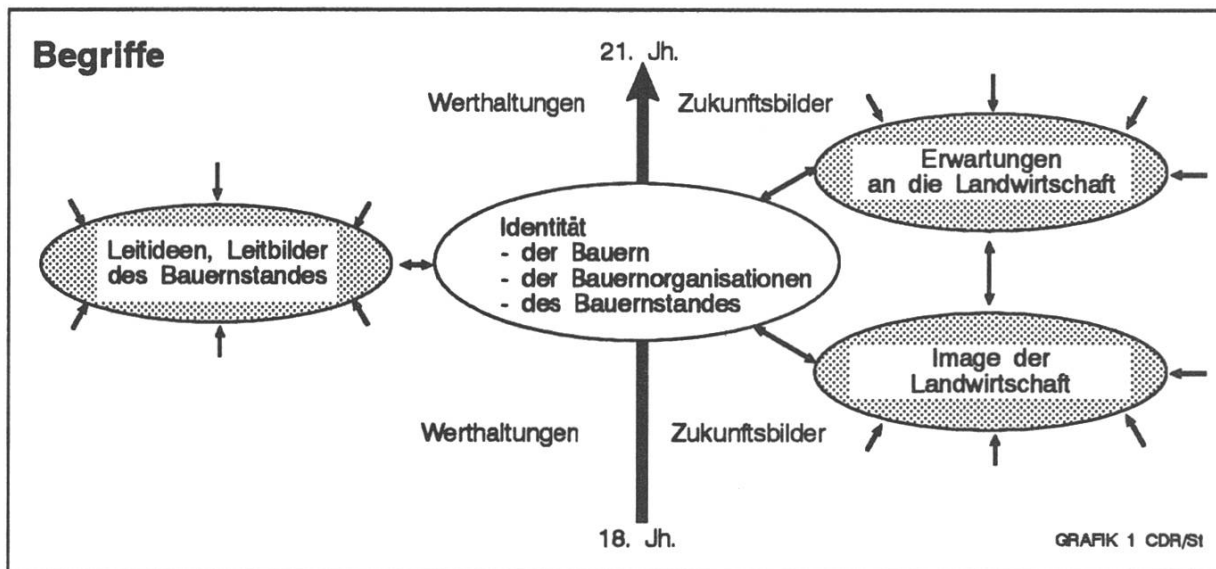 Begriffe
21. Jh.
Werthaltungen
Zukunftsbilder
Erwartungen
an die Landwirtschaft
Leitideen, Leitbilder
des Bauernstandes
Identität
- der Bauern
- der Bauernorganisationen
- des Bauernstandes
Image der
Landwirtschaft
Werthaltungen
Zukunftsbilder
18. Jh.
GRAFIK 1 CDR/St